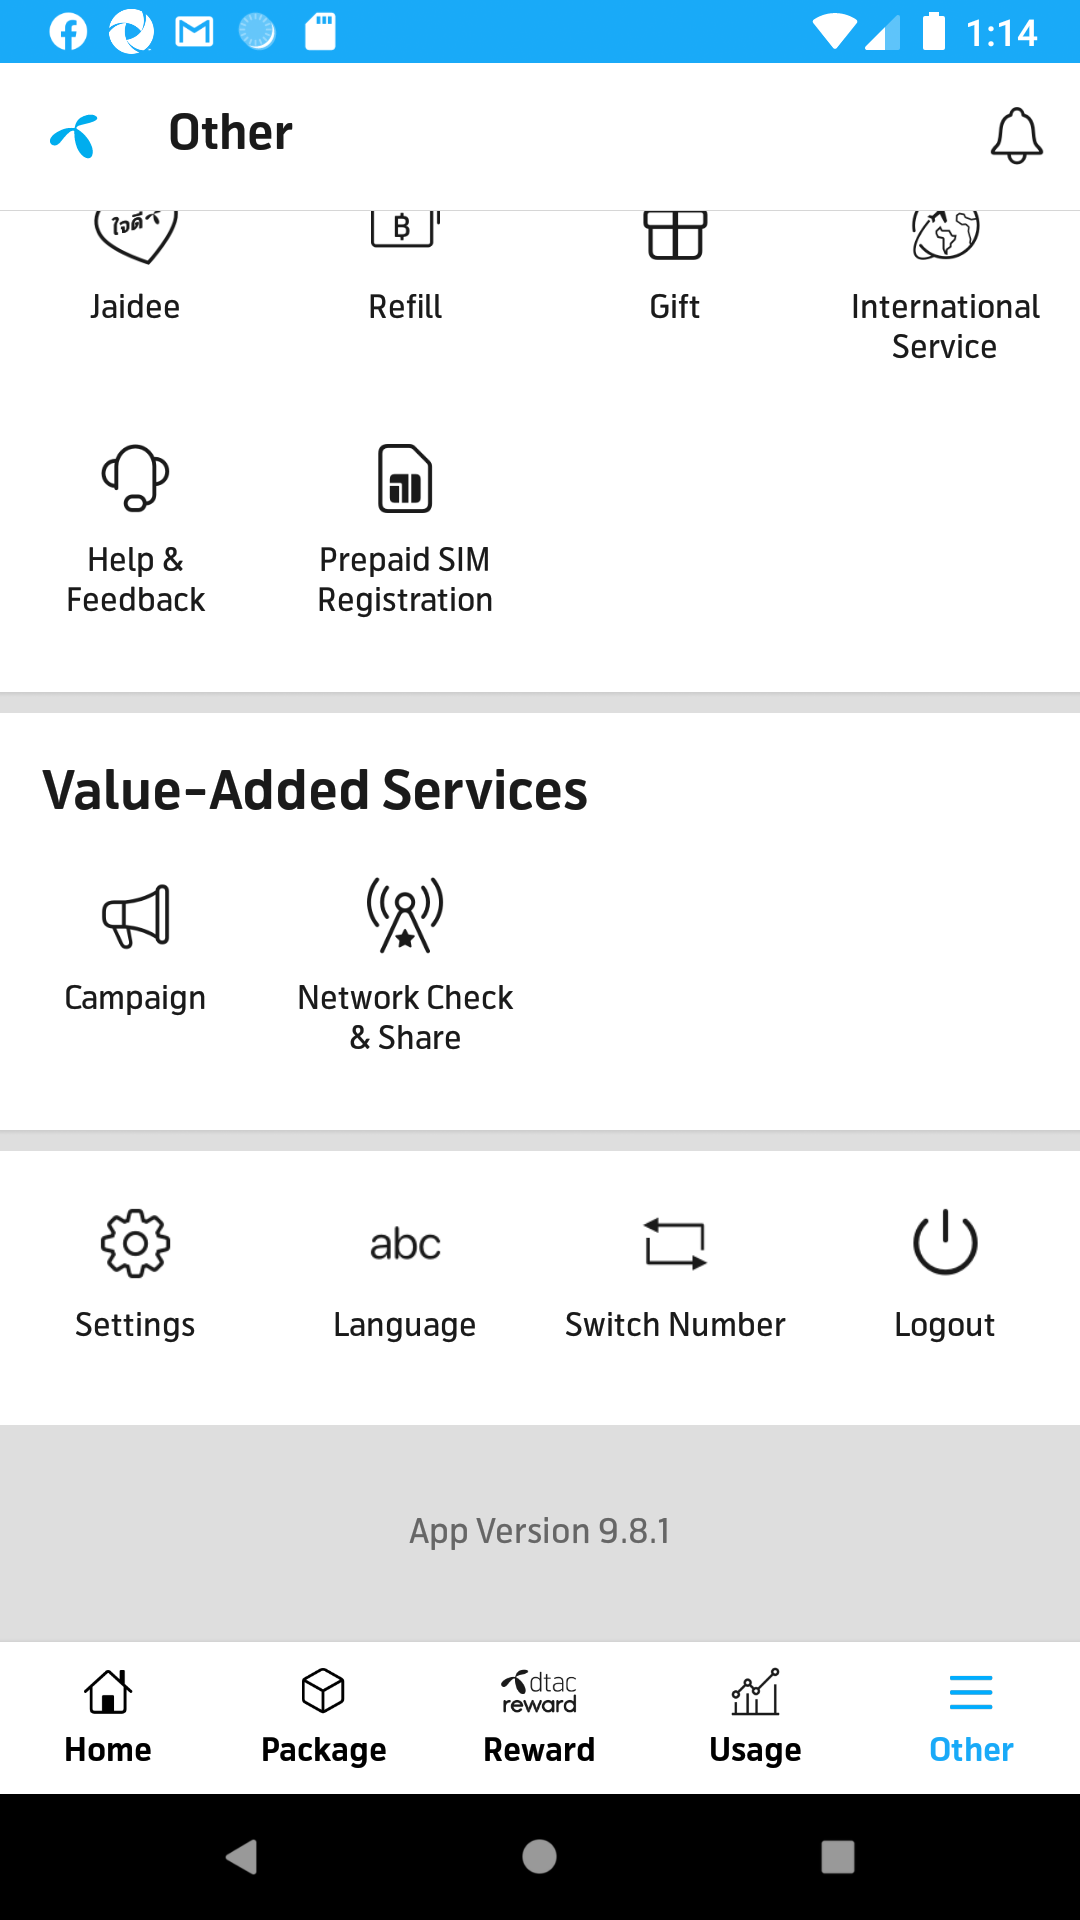 1:14
Other
ใจดี
฿
Jaidee
Refill
Gift
International
Service
Help &
Feedback
Prepaid SIM
Registration
Value-Added Services
Campaign
Network Check
& Share
abc
Settings
Language
Switch Number
Logout
App Version 9.8.1
dtac
reward
Home
Package
Reward
Usage
Other